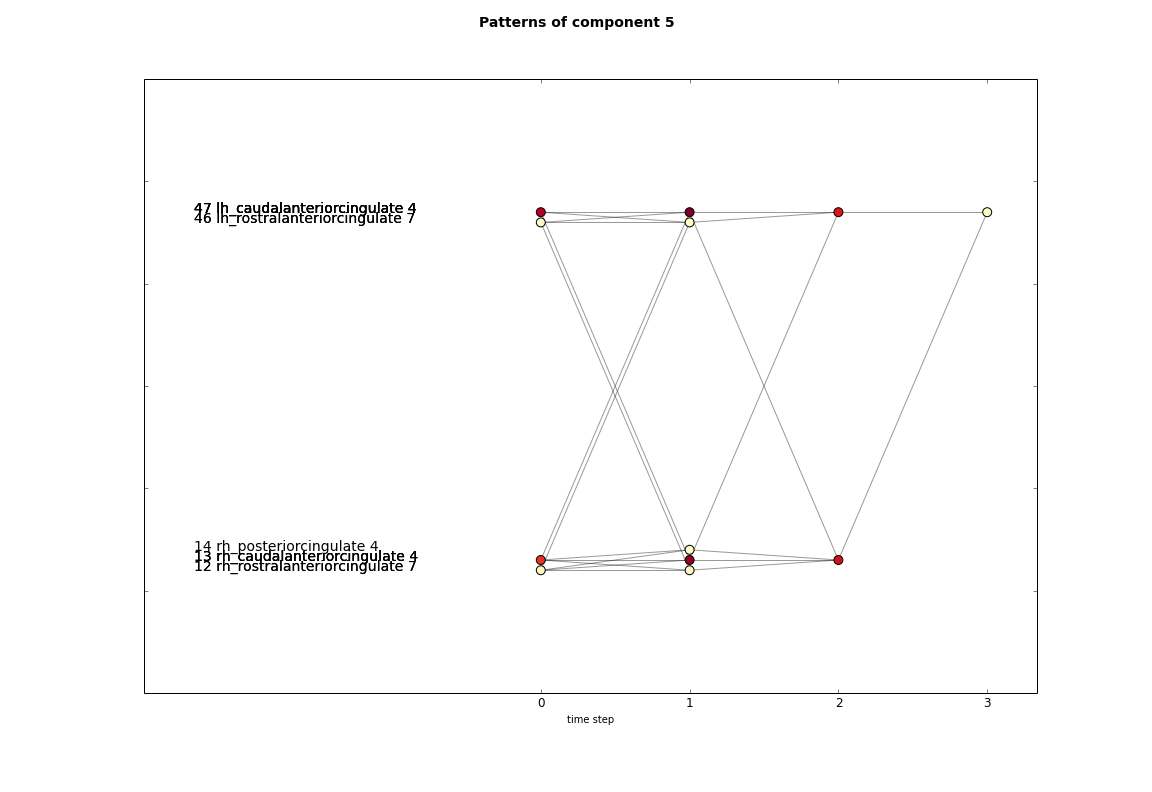 Patterns of component 5
47 lh_caudalanteriorcingulate 4
46 lh_rostralanteriorcingulate 7
14 rh_posteriorcingulate 4
13 rh_caudalanteriorcingulate 4
12 rh_rostralanteriorcingulate 7
0 1 2 3
time step